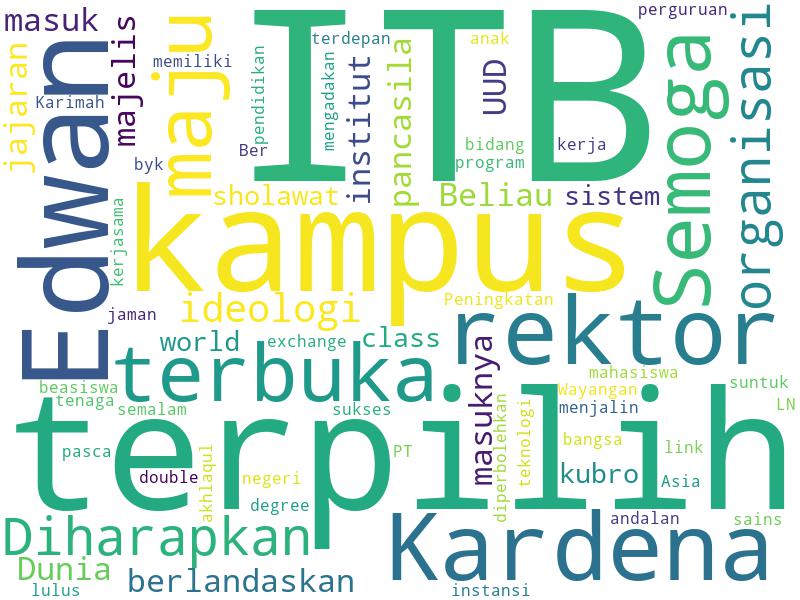 masuk
Edwan
jajaran
Karimah
majelis
maju
memiliki
byk
Ber
pendidikan
ITB
terdepan
mengadakan
institut
pancasila
anak
UUD
bidang
program
kerja
perguruan
Semoga
organisasi
sholawat
Beliau
sistem
kampus
kerjasama
jaman
ideologi
Peningkatan
world
exchange
class
rektor
terbuka
masuknya
mahasiswa
Wayangan
menjalin
suntuk
LN
beasiswa
tenaga
semalam
sukses
diperbolehkan
teknologi
bangsa
link
terpilih
pasca
double
akhlaqul
negeri
degree
PT
kubro
Asia
Diharapkan
Kardena
andalan
sains
Dunia
lulus
berlandaskan
instansi